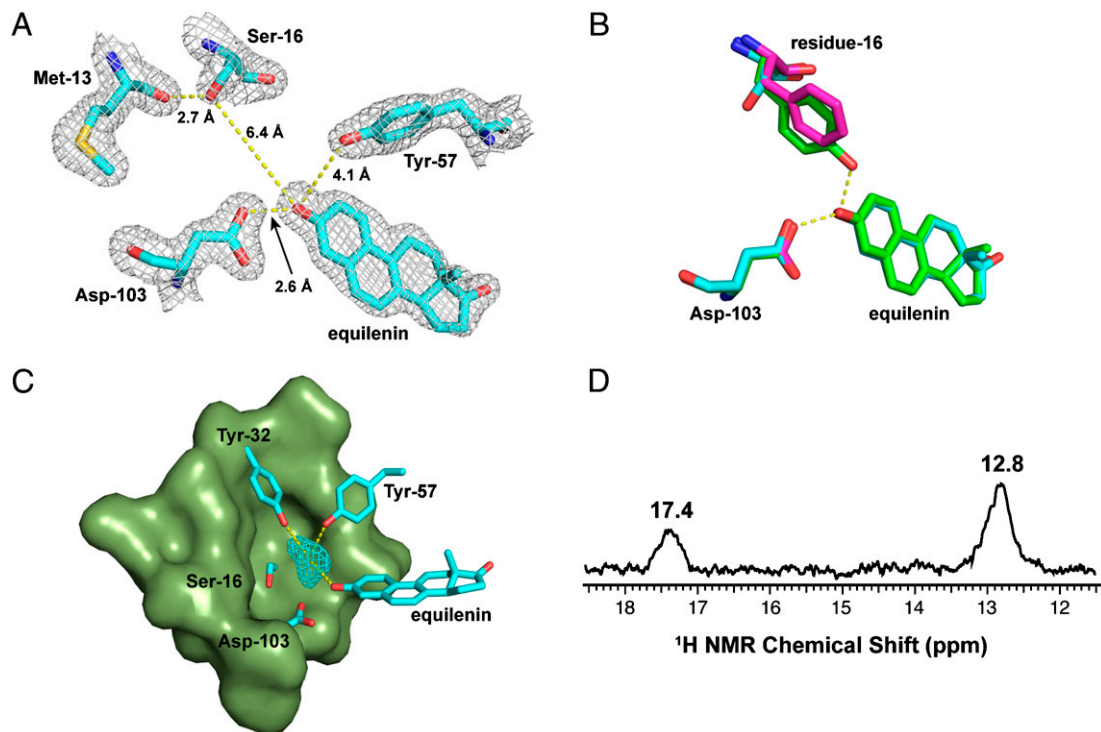 A
Ser-16
Met-13
2.7 Å
6.4 Å
Tyr-57
4.1 Å
Asp-103
2.6 Å
equilenin
B
residue-16
Asp-103
equilenin
C
Tyr-32
Tyr-57
Ser-16
Asp-103
equilenin
D
17.4
12.8
18 17 16 15 14 13 12
¹H NMR Chemical Shift (ppm)